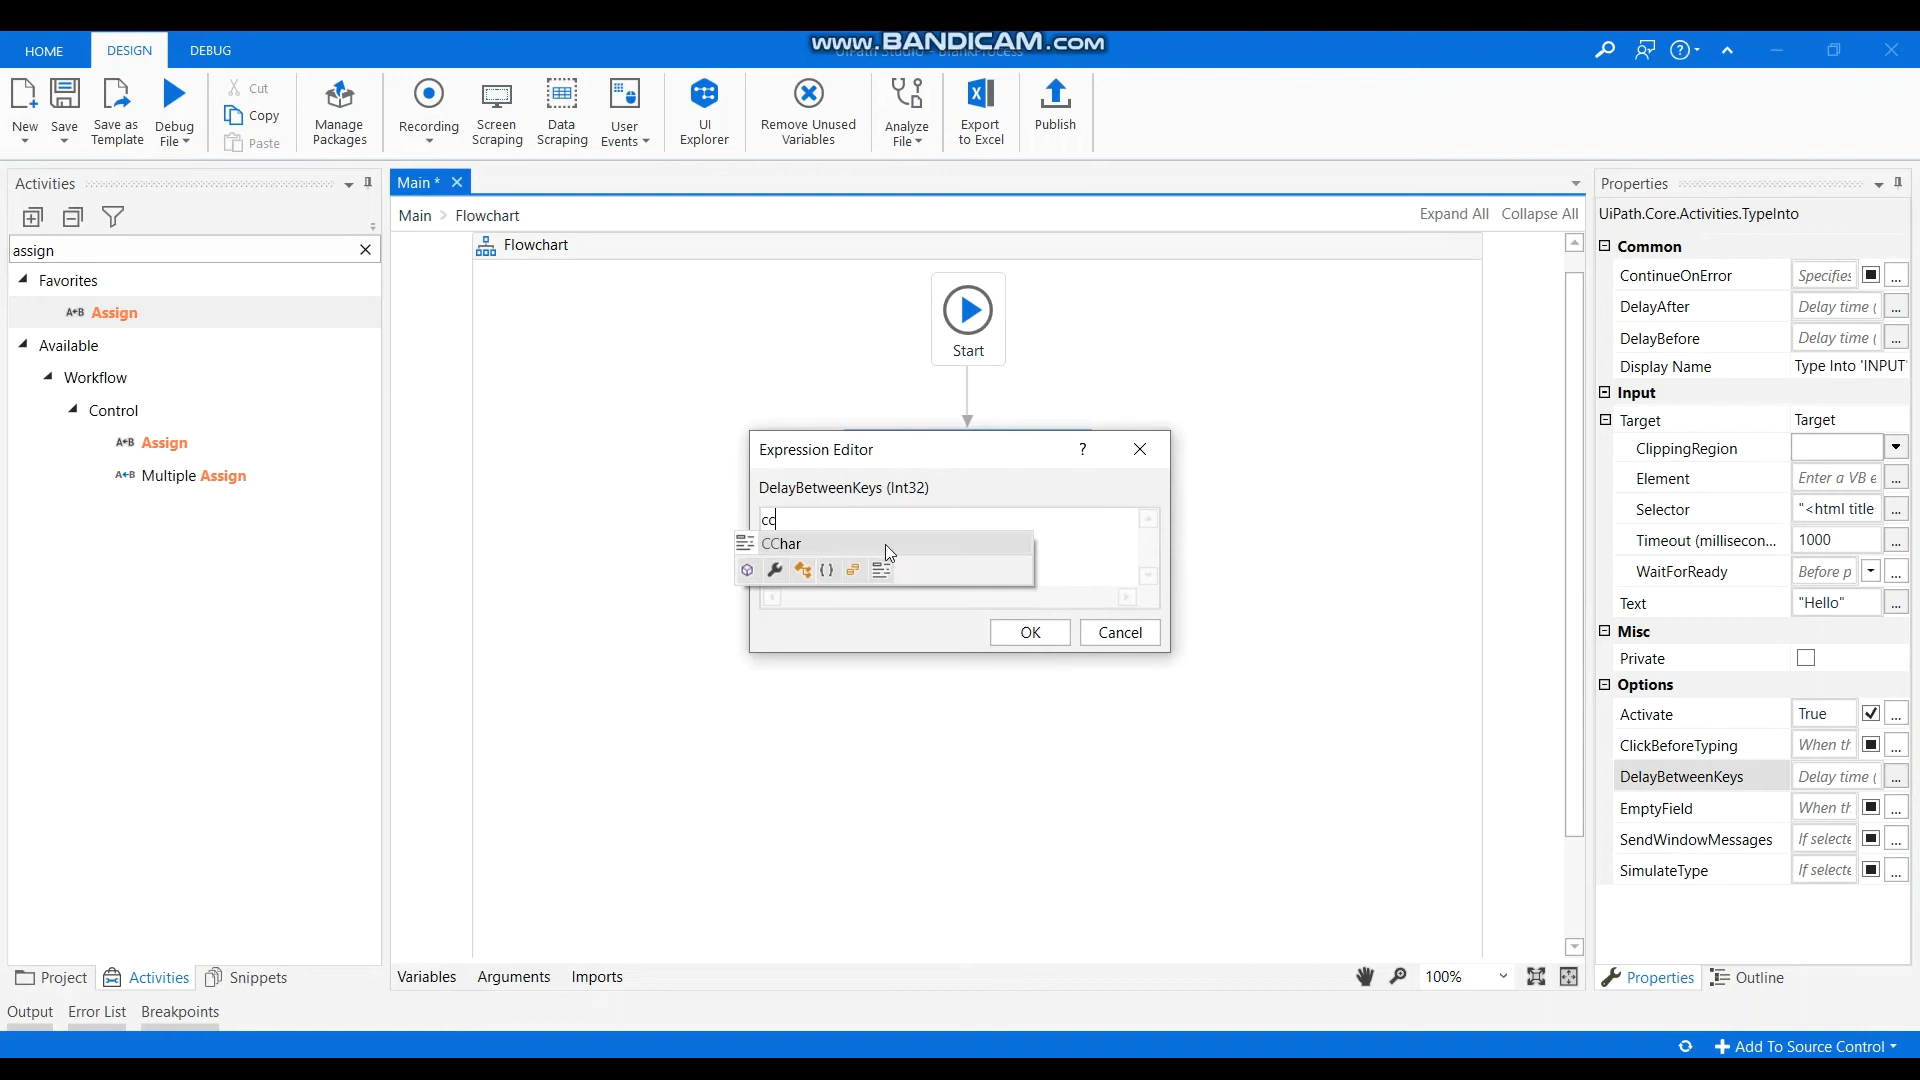 www.BANDICAM.com
HOME
DESIGN
DEBUG
New
Save
Save as Template
Debug File
Cut
Copy
Paste
Manage Packages
Recording
Screen Scraping
Data Scraping
User Events
UI Explorer
Remove Unused Variables
Analyze File
Export to Excel
Publish
Activities
assign
Favorites
Assign
Available
Workflow
Control
Assign
Multiple Assign
Main *
Main > Flowchart
Expand All Collapse All
Flowchart
Start
Expression Editor
?
DelayBetweenKeys (Int32)
cc
CChar
OK
Cancel
Properties
UiPath.Core.Activities.TypeInto
Common
ContinueOnError Specifies ...
DelayAfter Delay time ( ...
DelayBefore Delay time ( ...
Display Name Type Into 'INPUT'
Input
Target Target
ClippingRegion
Element Enter a VB e ...
Selector "<html title ...
Timeout (millisecon... 1000 ...
WaitForReady Before p ...
Text "Hello" ...
Misc
Private
Options
Activate True ...
ClickBeforeTyping When th ...
DelayBetweenKeys Delay time ( ...
EmptyField When th ...
SendWindowMessages If selecte ...
SimulateType If selecte ...
Project
Activities
Snippets
Variables
Arguments
Imports
100%
Properties
Outline
Output
Error List
Breakpoints
Add To Source Control